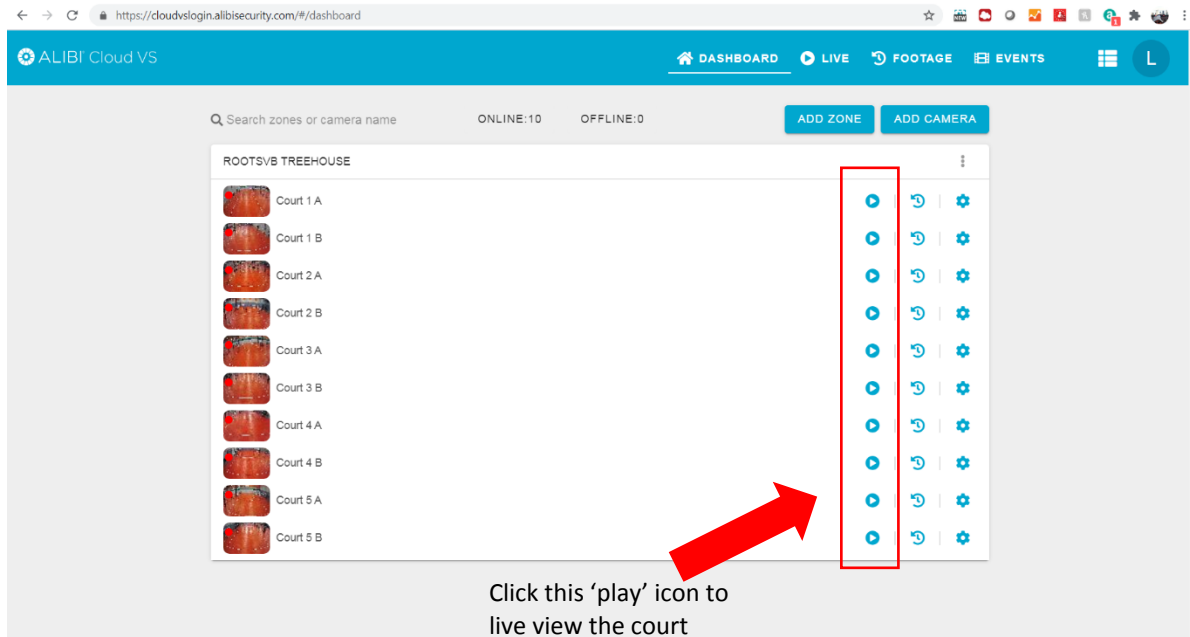 https://cloudvslogin.alibisecurity.com/#/dashboard
ALIBI® Cloud VS
DASHBOARD LIVE FOOTAGE EVENTS L
Search zones or camera name ONLINE:10 OFFLINE:0 ADD ZONE ADD CAMERA
ROOTSVB TREEHOUSE
Court 1 A
Court 1 B
Court 2 A
Court 2 B
Court 3 A
Court 3 B
Court 4 A
Court 4 B
Court 5 A
Court 5 B
Click this ‘play’ icon to
live view the court